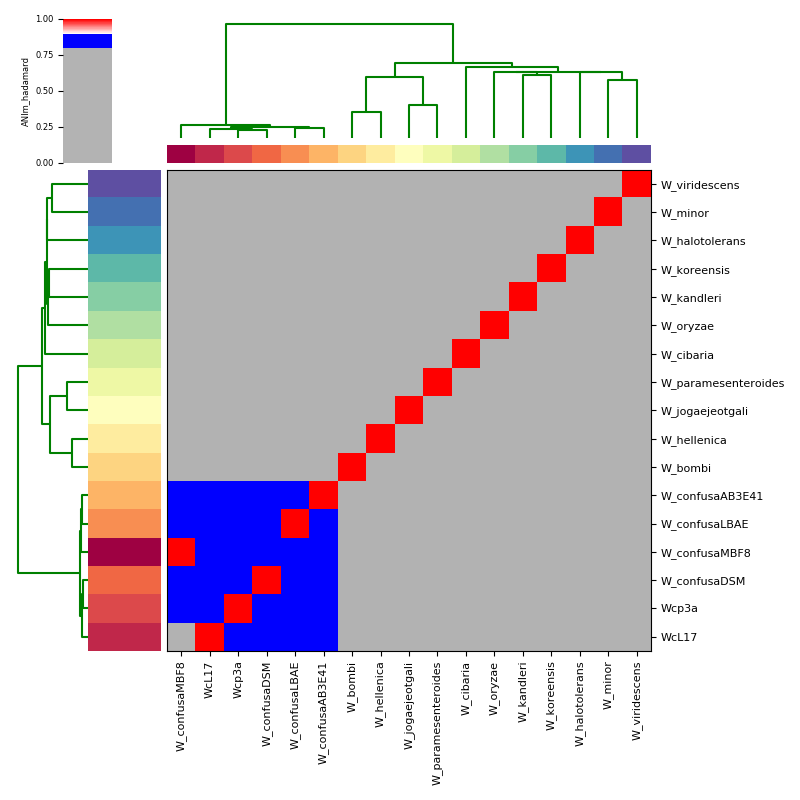 1.00
0.75
0.50
0.25
0.00
ANIm_hadamard
W_viridescens
W_minor
W_halotolerans
W_koreensis
W_kandleri
W_oryzae
W_cibaria
W_paramesenteroides
W_jogaejeotgali
W_hellenica
W_bombi
W_confusaAB3E41
W_confusaLBAE
W_confusaMBF8
W_confusaDSM
Wcp3a
WcL17
W_confusaMBF8
WcL17
Wcp3a
W_confusaDSM
W_confusaLBAE
W_confusaAB3E41
W_bombi
W_hellenica
W_jogaejeotgali
W_paramesenteroides
W_cibaria
W_oryzae
W_kandleri
W_koreensis
W_halotolerans
W_minor
W_viridescens